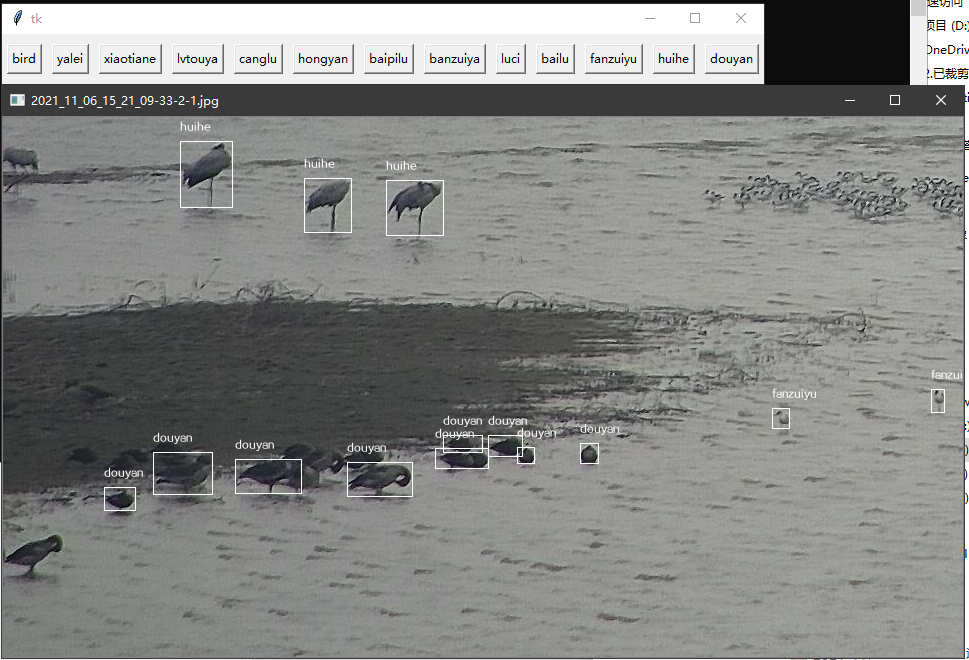 tk
bird yalei xiaotiane lvtouya canglu hongyan baipilu banzuiya luci bailu fanzuiyu huihe douyan
速访问
项目 (D:)
OneDriv
2.已裁剪
2021_11_06_15_21_09-33-2-1.jpg
huihe
huihe
huihe
fanzui
fanzuiyu
douyan douyan
douyan
douyan
douyan
douyan
douyan
douyan
douyan
douyan